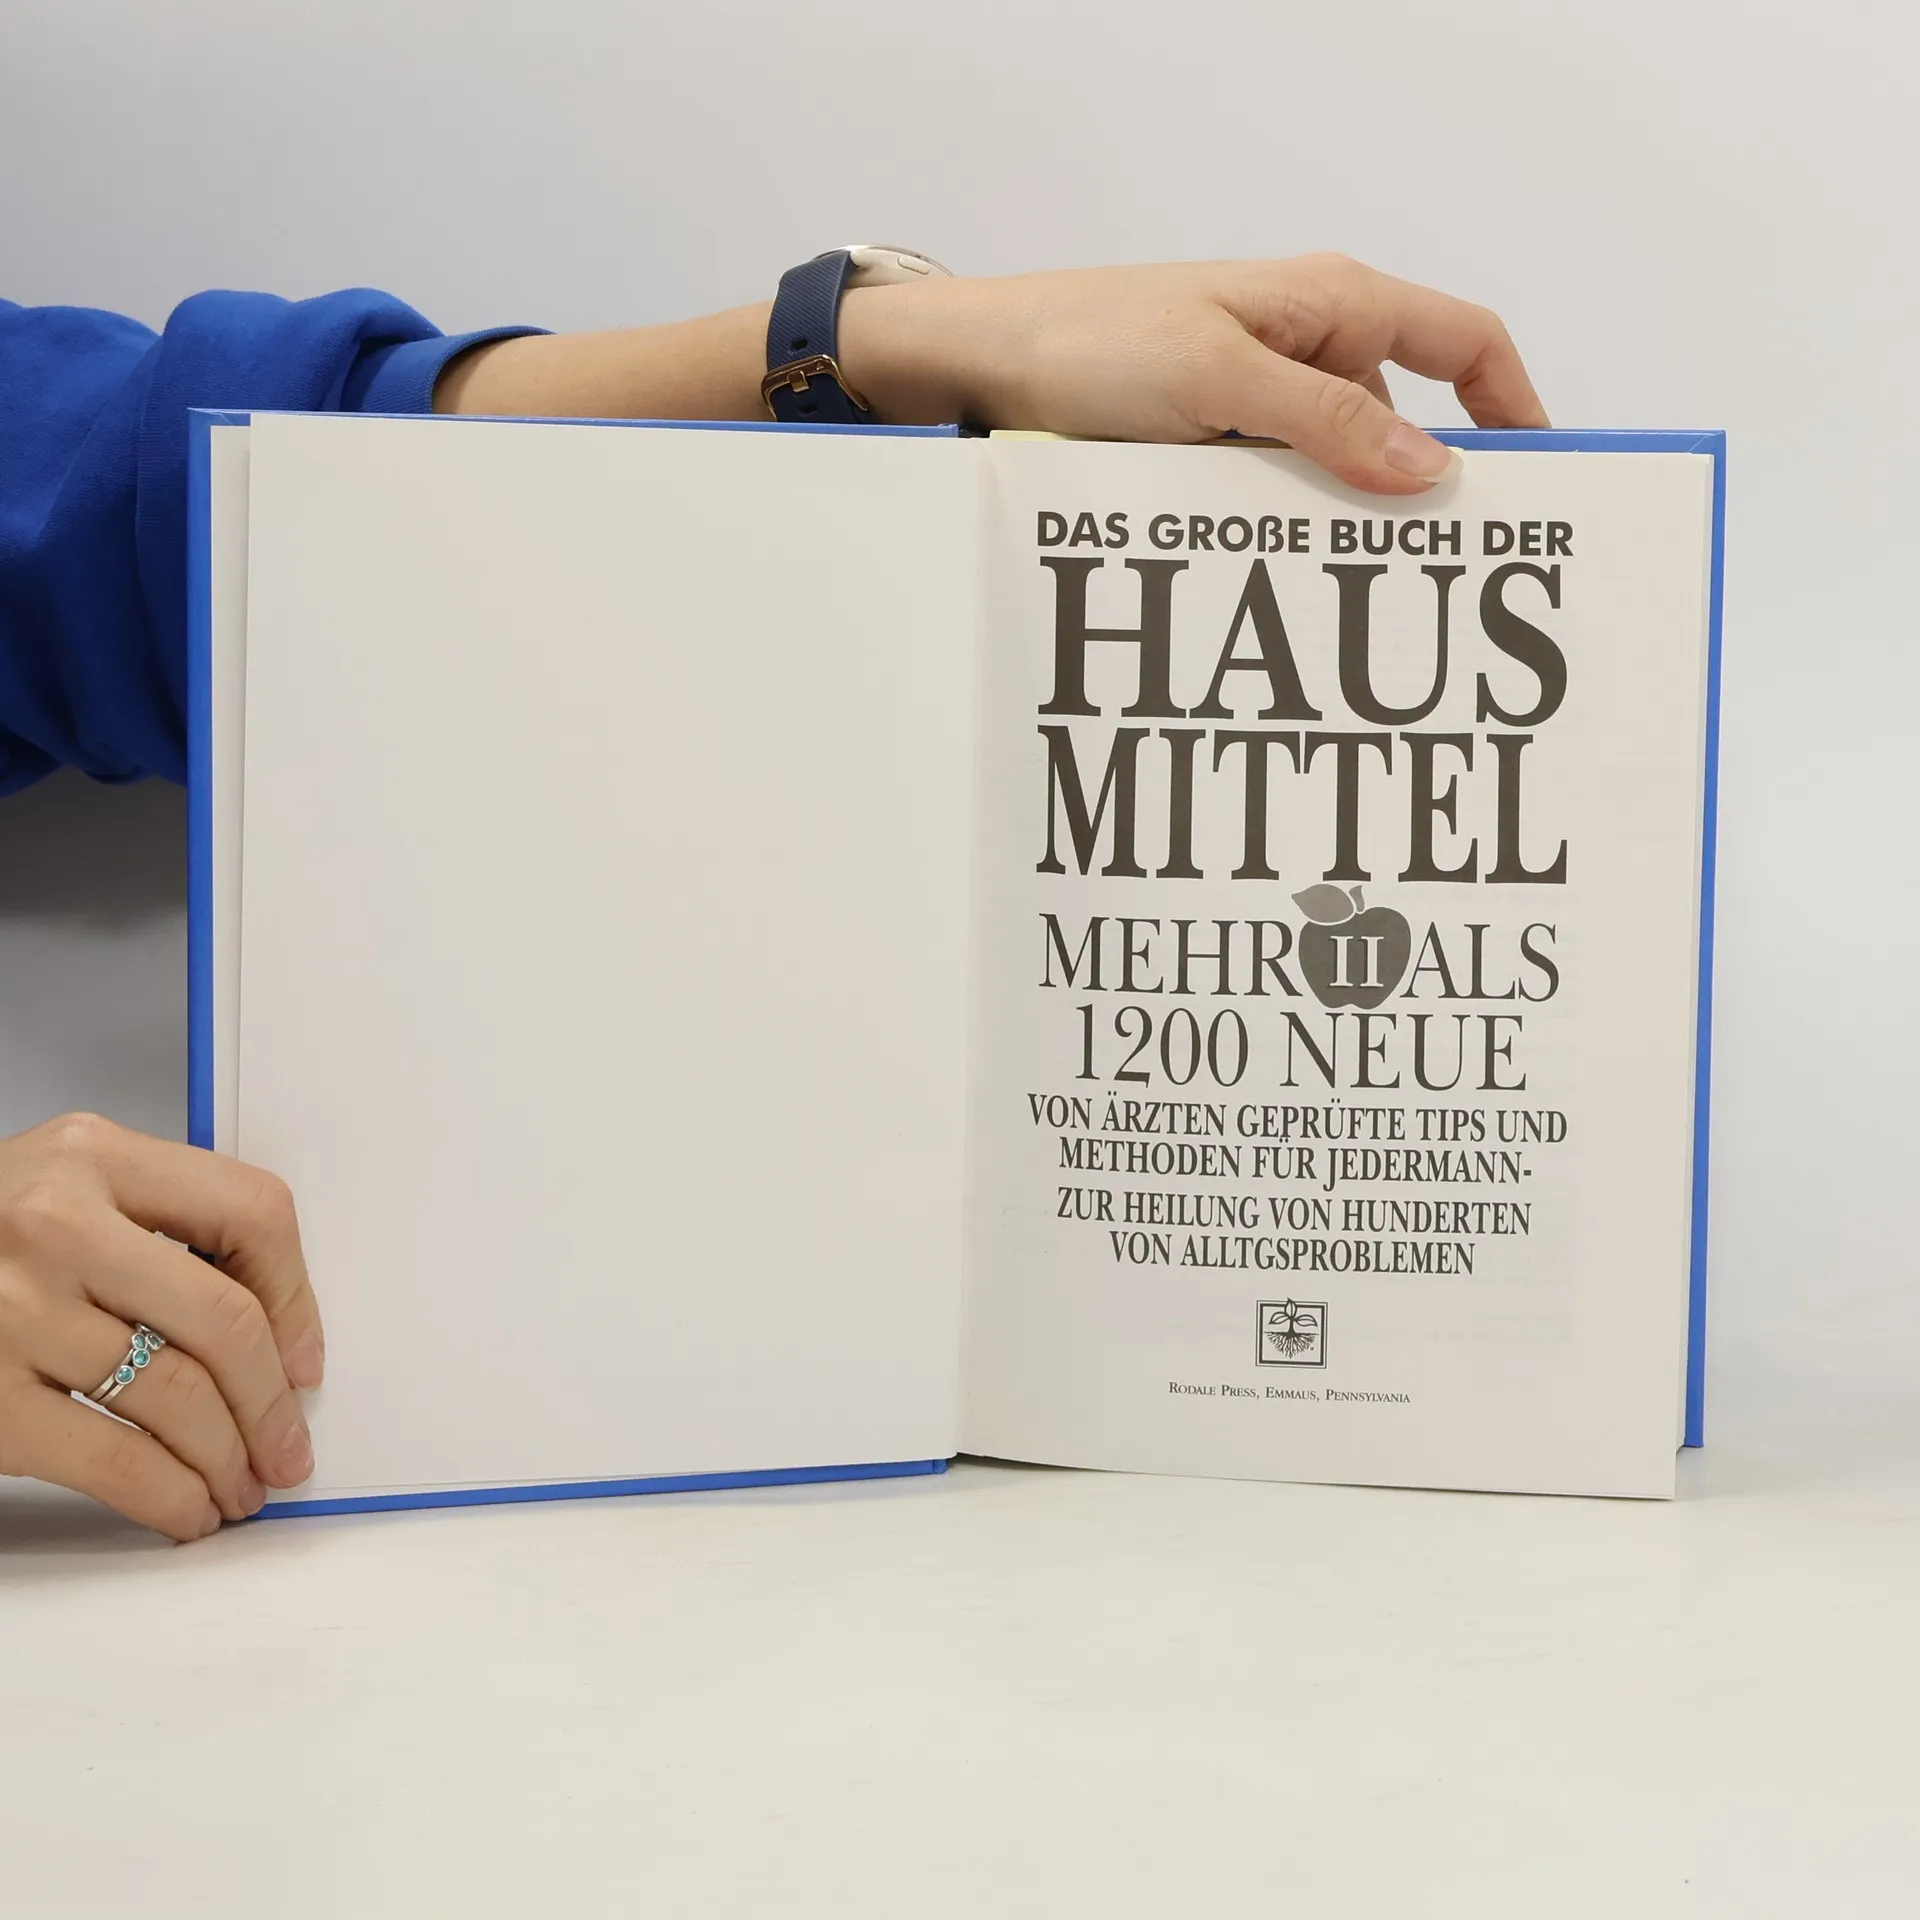 DAS GROßE BUCH DER
HAUS
MITTEL
MEHR II ALS
1200 NEUE
VON ÄRZTEN GEPRÜFTE TIPS UND
METHODEN FÜR JEDERMANN-
ZUR HEILUNG VON HUNDERTEN
VON ALLTGSPROBLEMEN
RODALE PRESS, EMMAUS, PENNSYLVANIA